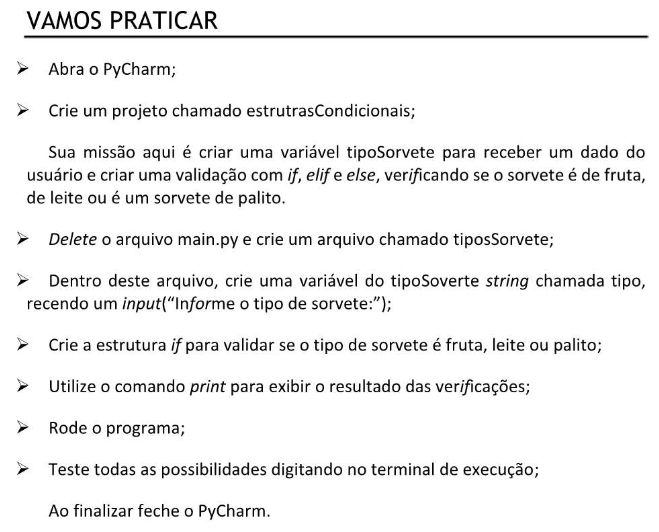 VAMOS PRATICAR
➢ Abra o PyCharm;
➢ Crie um projeto chamado estrutrasCondicionais;
Sua missão aqui é criar uma variável tipoSorvete para receber um dado do
usuário e criar uma validação com if, elif e else, verificando se o sorvete é de fruta,
de leite ou é um sorvete de palito.
➢ Delete o arquivo main.py e crie um arquivo chamado tiposSorvete;
➢ Dentro deste arquivo, crie uma variável do tipoSoverte string chamada tipo,
recendo um input(“Informe o tipo de sorvete:”);
➢ Crie a estrutura if para validar se o tipo de sorvete é fruta, leite ou palito;
➢ Utilize o comando print para exibir o resultado das verificações;
➢ Rode o programa;
➢ Teste todas as possibilidades digitando no terminal de execução;
Ao finalizar feche o PyCharm.